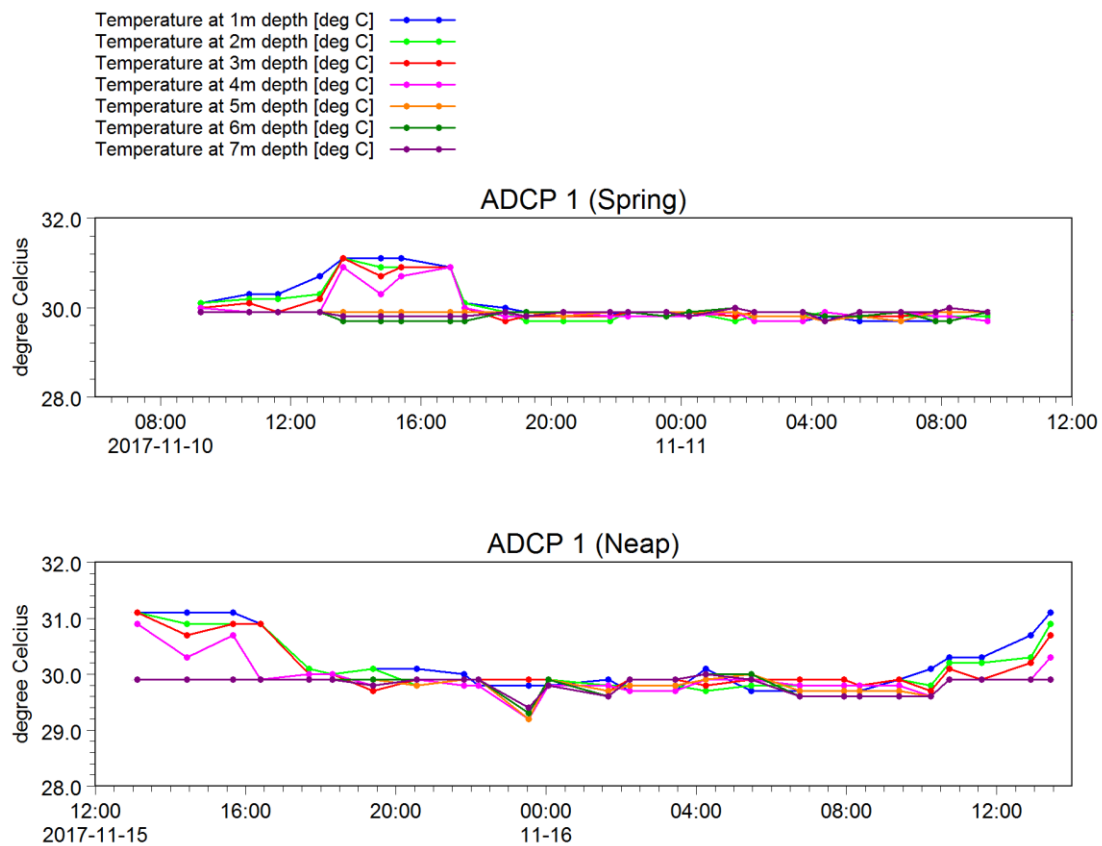 Temperature at 1m depth [deg C]
Temperature at 2m depth [deg C]
Temperature at 3m depth [deg C]
Temperature at 4m depth [deg C]
Temperature at 5m depth [deg C]
Temperature at 6m depth [deg C]
Temperature at 7m depth [deg C]
ADCP 1 (Spring)
degree Celcius
32.0
30.0
28.0
08:00 12:00 16:00 20:00 00:00 04:00 08:00 12:00
2017-11-10 11-11
ADCP 1 (Neap)
degree Celcius
32.0
31.0
30.0
29.0
28.0
12:00 16:00 20:00 00:00 04:00 08:00 12:00
2017-11-15 11-16